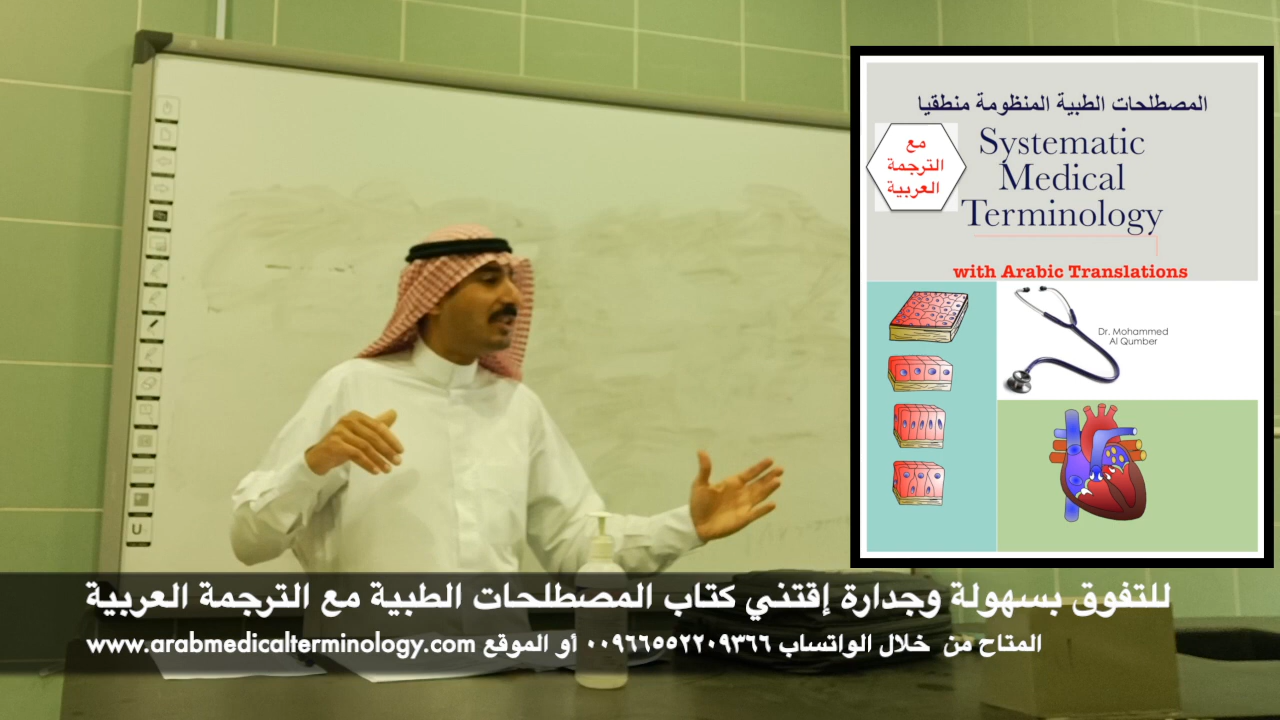 المصطلحات الطبية المنظومة منطقيا
مع
الترجمة
العربية
Systematic
Medical
Terminology
with Arabic Translations
Dr. Mohammed
Al Qumber
U
للتفوق بسهولة وجدارة إقتني كتاب المصطلحات الطبية مع الترجمة العربية
المتاح من خلال الواتساب ٠٠٩٦٦٥٥٢٢٠٩٣٦٦ أو الموقع www.arabmedicalterminology.com